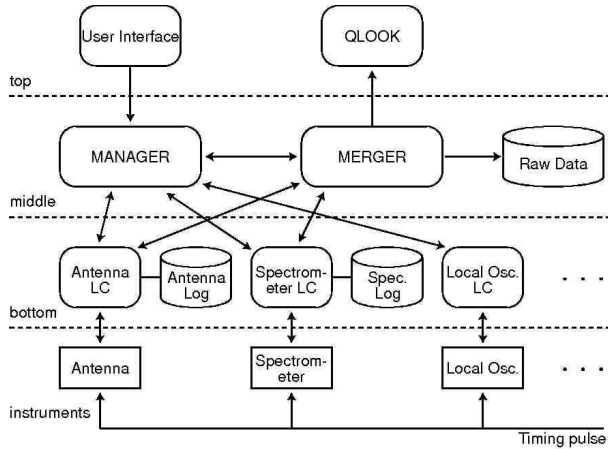 User Interface
QLOOK
top
MANAGER
MERGER
Raw Data
middle
Antenna
LC
Antenna
Log
Spectrom-
eter LC
Spec.
Log
Local Osc.
LC
. . .
bottom
Antenna
Spectrom-
eter
Local Osc.
. . .
instruments
Timing pulse